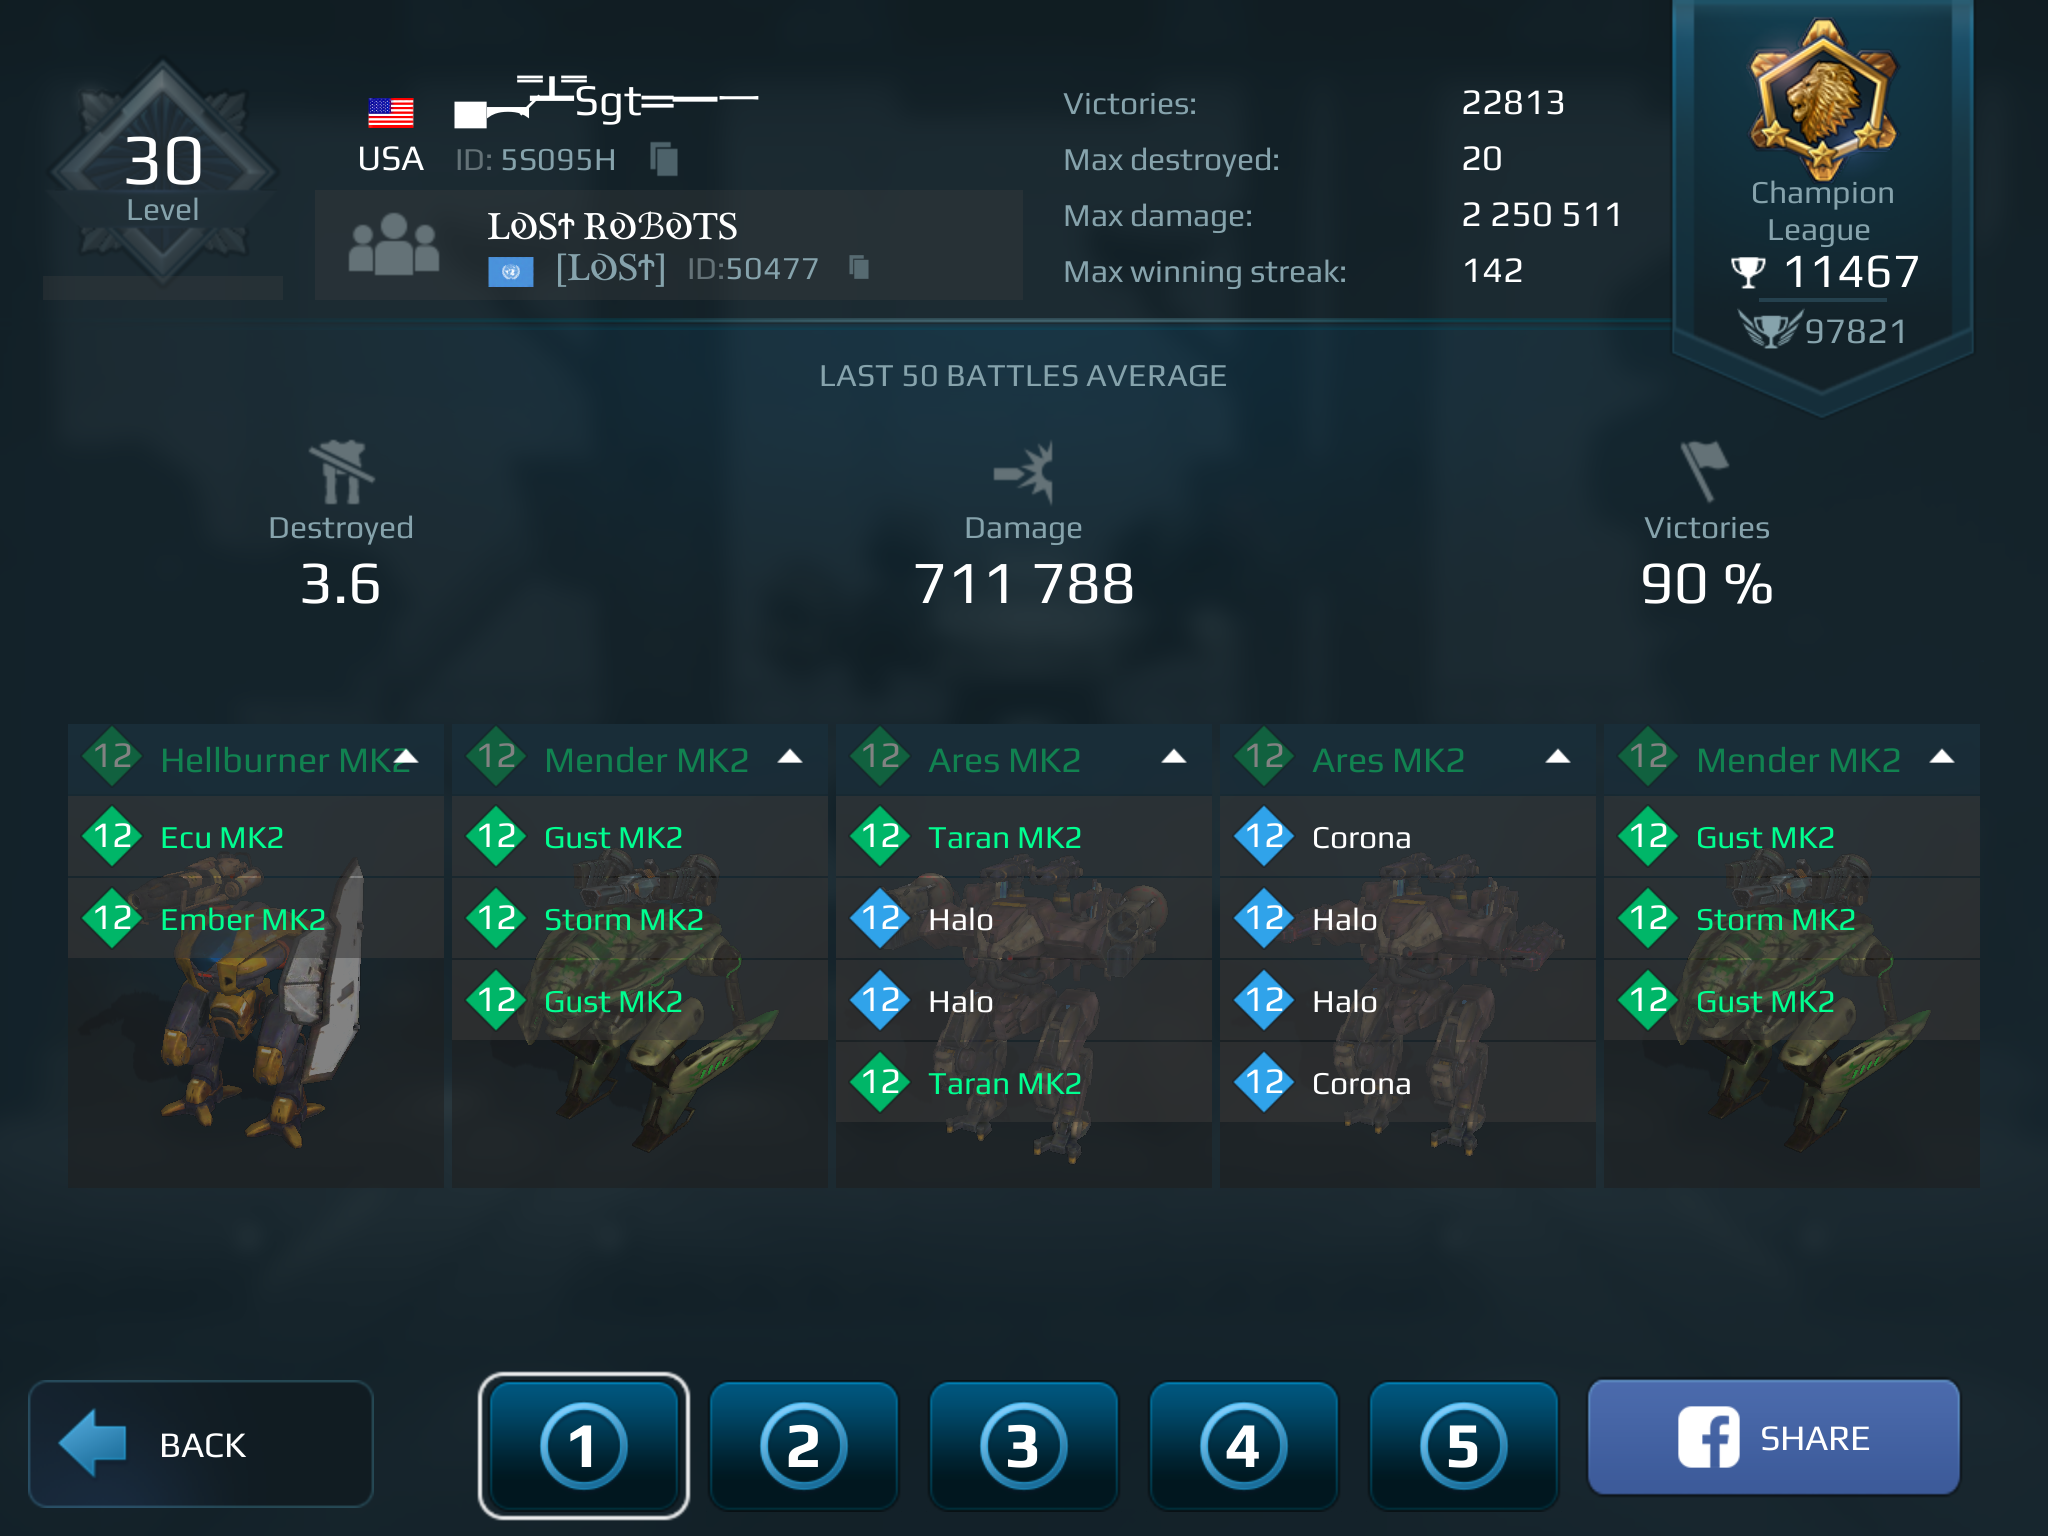 30
Level
Sgt
USA
ID: 5S095H
LOSt ROBOTS
[LOSt] ID:50477
Victories: 22813
Max destroyed: 20
Max damage: 2 250 511
Max winning streak: 142
Champion
League
11467
97821
LAST 50 BATTLES AVERAGE
Destroyed
3.6
Damage
711 788
Victories
90 %
12 Hellburner MK2
12 Ecu MK2
12 Ember MK2
12 Mender MK2
12 Gust MK2
12 Storm MK2
12 Gust MK2
12 Ares MK2
12 Taran MK2
12 Halo
12 Halo
12 Taran MK2
12 Ares MK2
12 Corona
12 Halo
12 Halo
12 Corona
12 Mender MK2
12 Gust MK2
12 Storm MK2
12 Gust MK2
BACK
1
2
3
4
5
SHARE